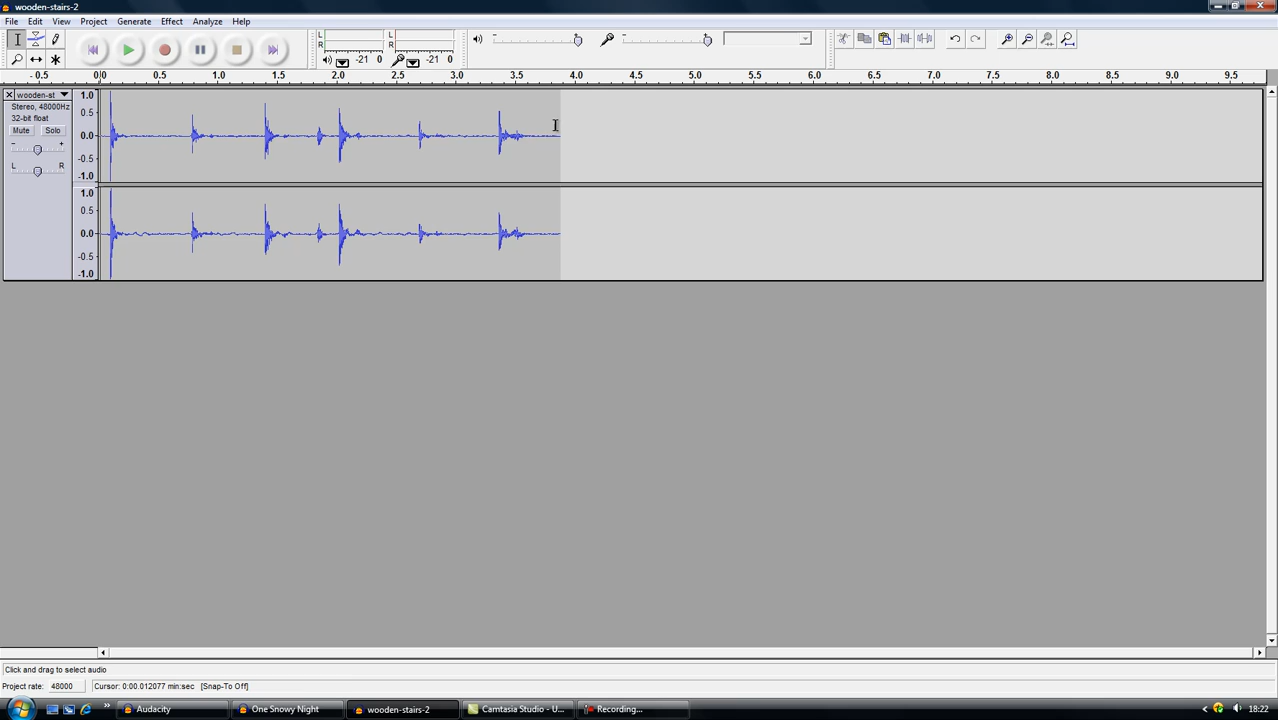 wooden-stairs-2
File Edit View Project Generate Effect Analyze Help
L R -21 0 L R -21 0
- 0.5 0.0 0.5 1.0 1.5 2.0 2.5 3.0 3.5 4.0 4.5 5.0 5.5 6.0 6.5 7.0 7.5 8.0 8.5 9.0 9.5
wooden-st
Stereo, 48000Hz
32-bit float
Mute Solo
- +
L R
1.0
0.5
0.0
-0.5
-1.0
1.0
0.5
0.0
-0.5
-1.0
Click and drag to select audio
Project rate: 48000 Cursor: 0:00.012077 min:sec [Snap-To Off]
Audacity One Snowy Night wooden-stairs-2 Camtasia Studio - U... Recording... 18:22